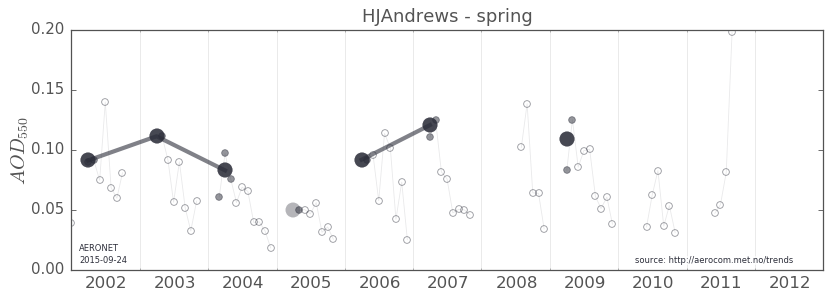 HJAndrews - spring
0.20
0.15
0.10
0.05
0.00
AOD550
AERONET
2015-09-24
source: http://aerocom.met.no/trends
2002 2003 2004 2005 2006 2007 2008 2009 2010 2011 2012